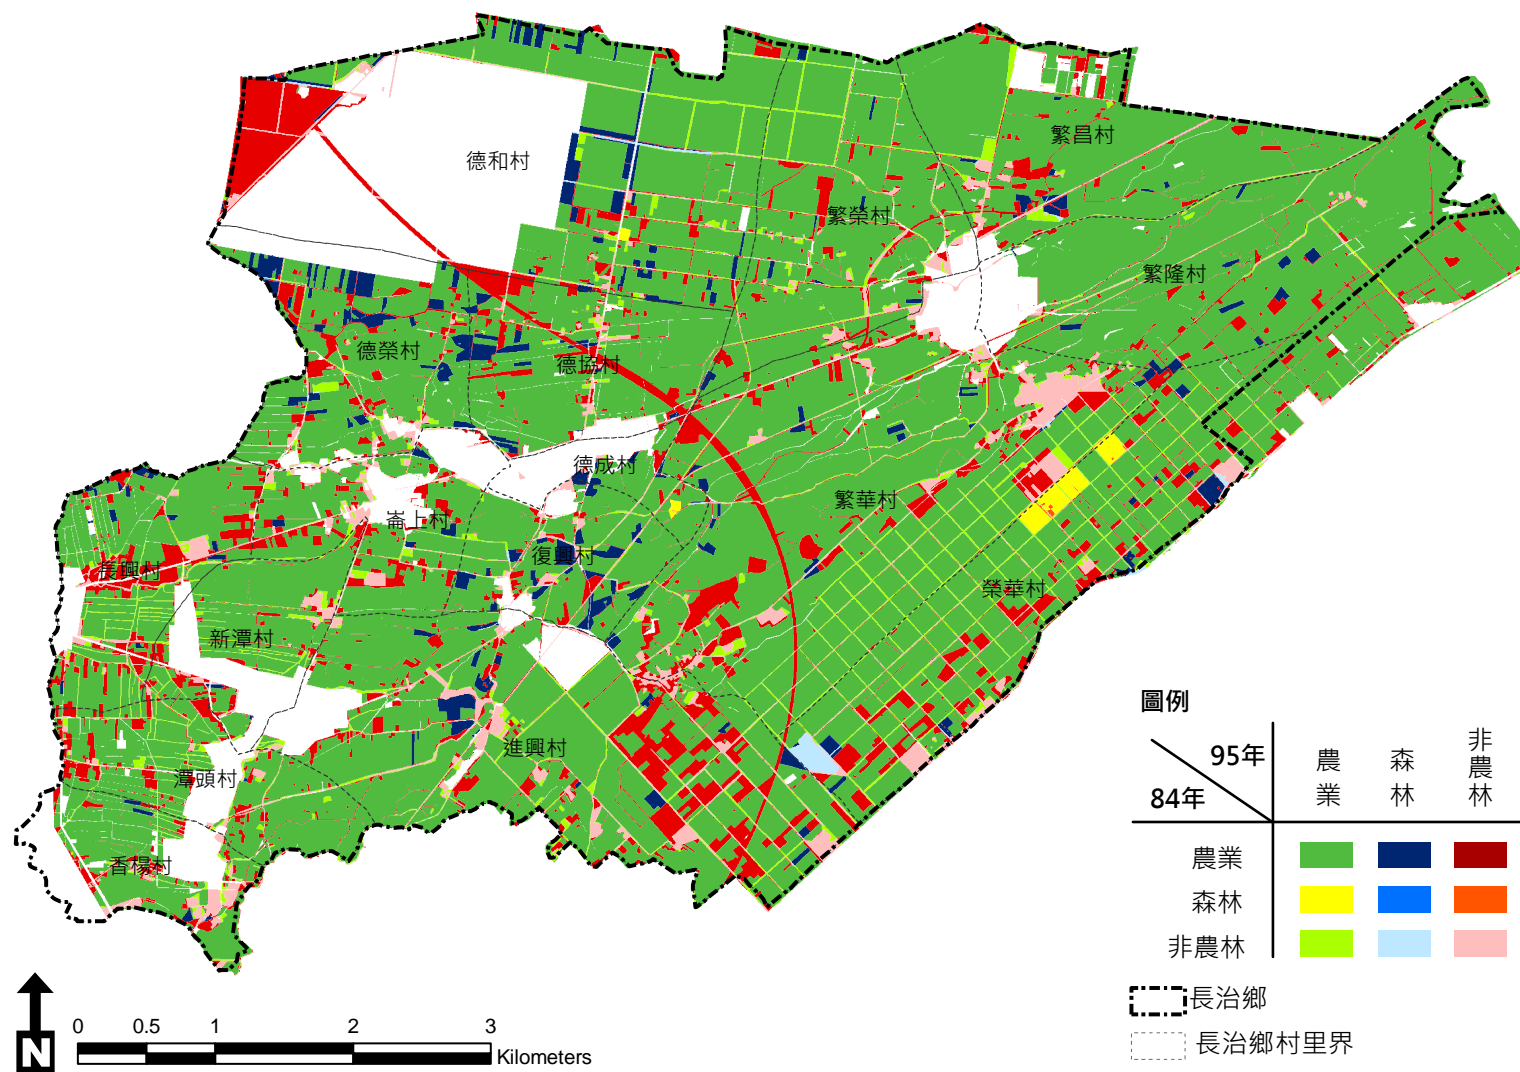 德和村
繁昌村
繁榮村
繁隆村
德榮村
德協村
德成村
繁華村
崙上村
復興村
長興村
榮華村
新潭村
進興村
潭頭村
香楊村
圖例
95年
84年
農業
森林
非農林
農業
森林
非農林
長治鄉
長治鄉村里界
N
0 0.5 1 2 3
Kilometers